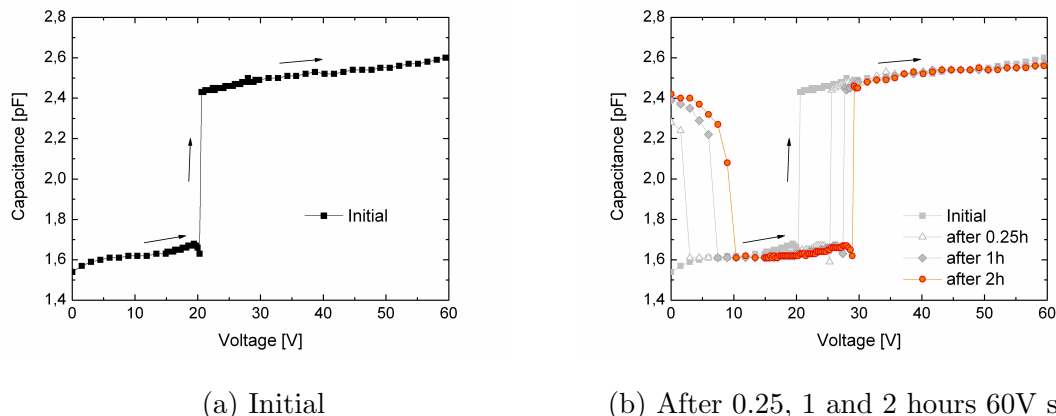 2,8
2,6
2,4
2,2
2,0
1,8
1,6
1,4
Capacitance [pF]
Initial
0 10 20 30 40 50 60
Voltage [V]
(a) Initial
2,8
2,6
2,4
2,2
2,0
1,8
1,6
1,4
Capacitance [pF]
Initial
after 0.25h
after 1h
after 2h
0 10 20 30 40 50 60
Voltage [V]
(b) After 0.25, 1 and 2 hours 60V s